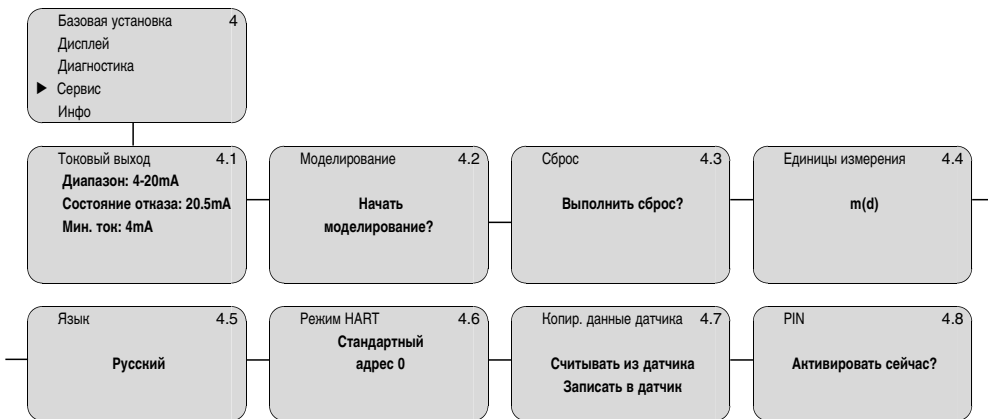 Базовая установка 4
Дисплей
Диагностика
▶ Сервис
Инфо
Токовый выход 4.1
Диапазон: 4-20mA
Состояние отказа: 20.5mA
Мин. ток: 4mA
Моделирование 4.2
Начать
моделирование?
Сброс 4.3
Выполнить сброс?
Единицы измерения 4.4
m(d)
Язык 4.5
Русский
Режим HART 4.6
Стандартный
адрес 0
Копир. данные датчика 4.7
Считывать из датчика
Записать в датчик
PIN 4.8
Активировать сейчас?